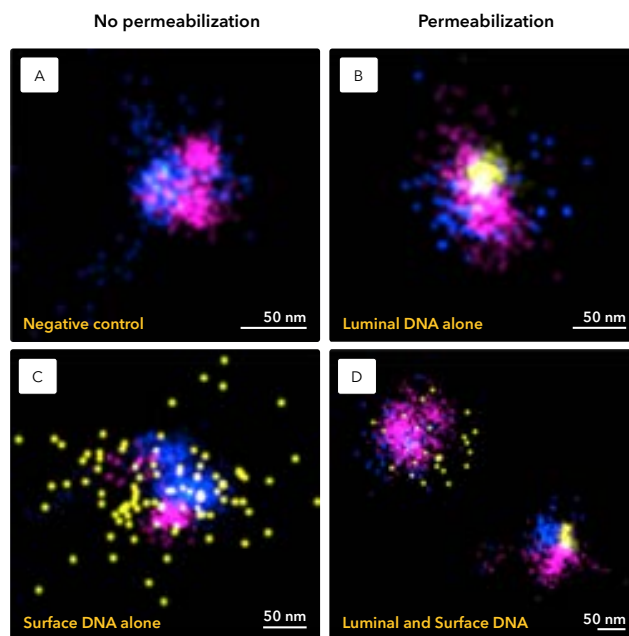 No permeabilization
Permeabilization
A
B
50 nm
50 nm
Negative control
Luminal DNA alone
C
D
50 nm
50 nm
Surface DNA alone
Luminal and Surface DNA